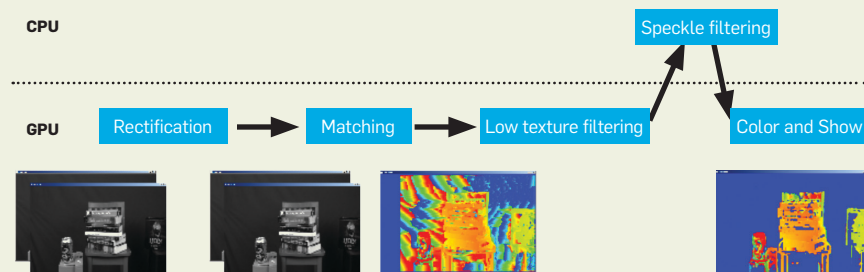 CPU
Speckle filtering
GPU
Rectification
Matching
Low texture filtering
Color and Show